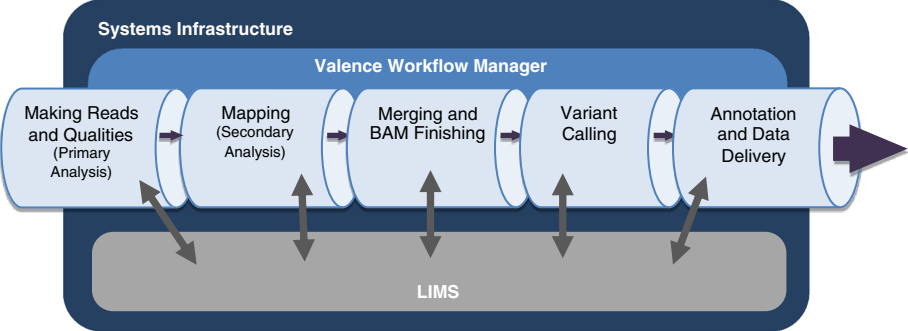 Systems Infrastructure
Valence Workflow Manager
Making Reads
and Qualities
(Primary
Analysis)
Mapping
(Secondary
Analysis)
Merging and
BAM Finishing
Variant
Calling
Annotation
and Data
Delivery
LIMS